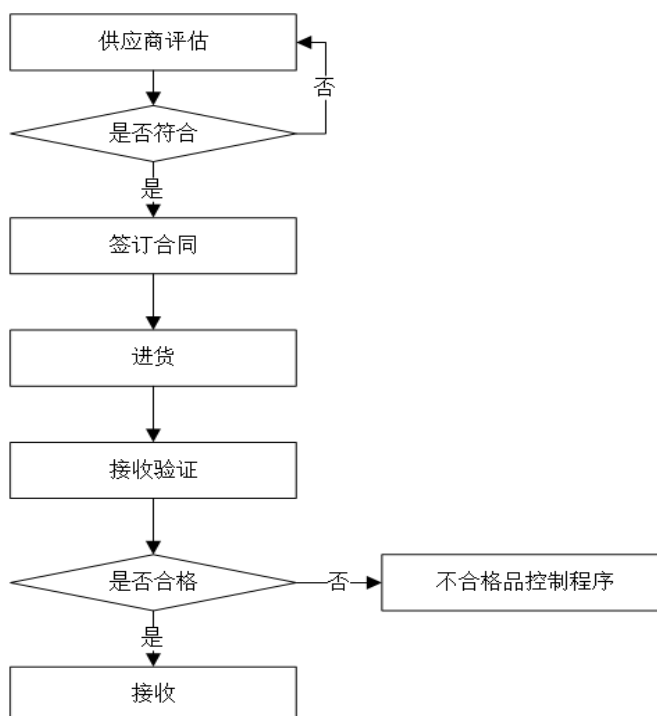 供应商评估
否
是否符合
是
签订合同
进货
接收验证
是否合格
否
不合格品控制程序
是
接收